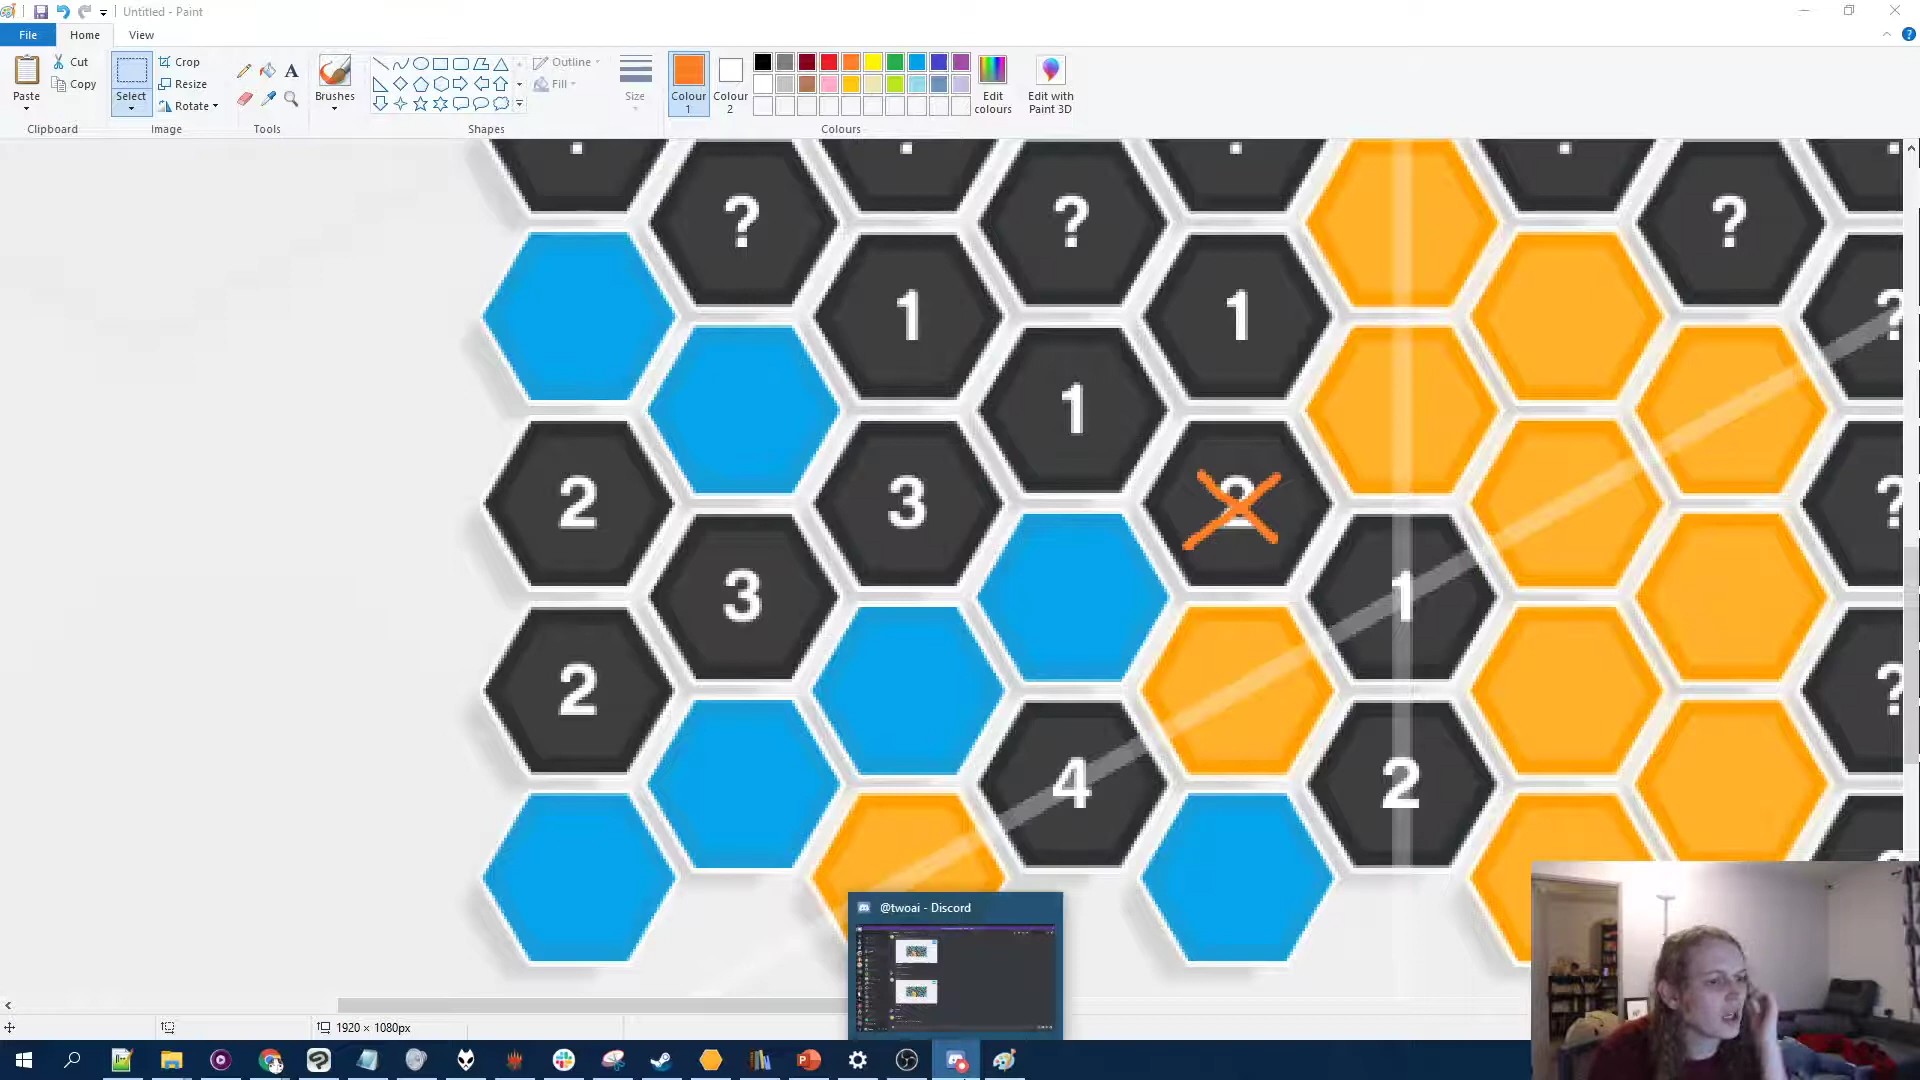 Untitled - Paint
File Home View
Paste
Cut
Copy
Clipboard
Select
Crop
Resize
Rotate
Image
A
Tools
Brushes
Shapes
Outline
Fill
Size
Colour 1
Colour 2
Edit colours
Edit with Paint 3D
Colours
? ? ?
1 1 ?
1
2 3 ?
3 1
2 ?
4 2
@twoai - Discord
1920 × 1080px